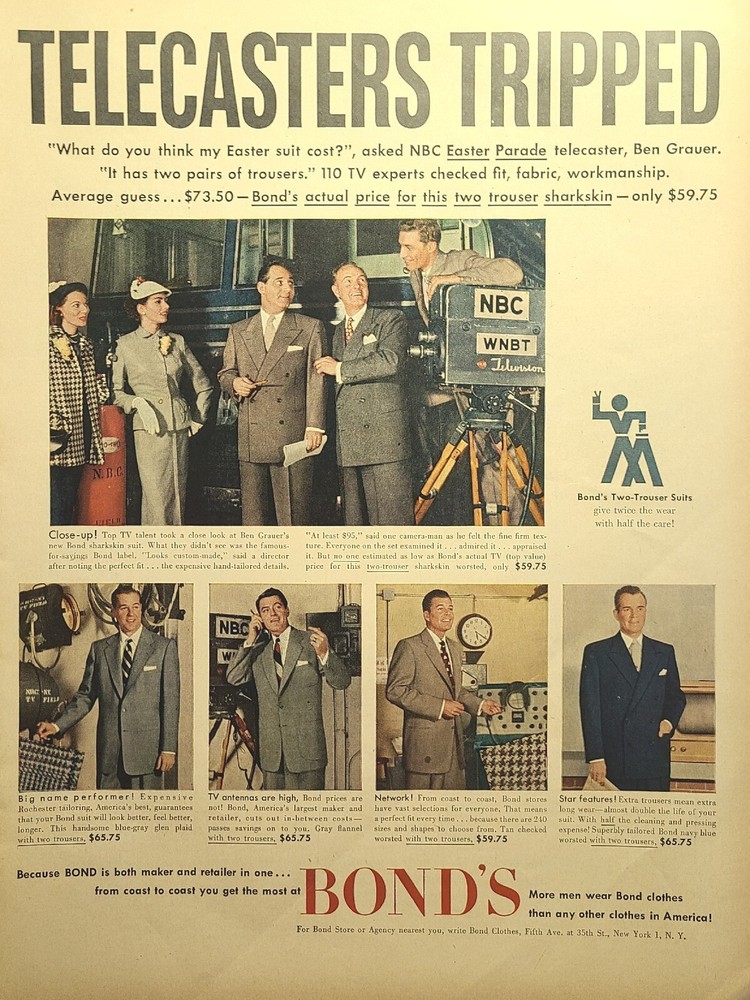 TELECASTERS TRIPPED
"What do you think my Easter suit cost?", asked NBC Easter Parade telecaster, Ben Grauer.
"It has two pairs of trousers." 110 TV experts checked fit, fabric, workmanship.
Average guess...$73.50—Bond's actual price for this two trouser sharkskin—only $59.75
NBC
WNBT
Television
N.B.C.
FIELD
Bond's Two-Trouser Suits
give twice the wear
with half the care!
Close-up! Top TV talent took a close look at Ben Grauer's
new Bond sharkskin suit. What they didn't see was the famous-
for-savings Bond label. "Looks custom-made," said a director
after noting the perfect fit . . . the expensive hand-tailored details.
"At least $95," said one camera-man as he felt the fine firm tex-
ture. Everyone on the set examined it . . . admired it . . . appraised
it. But no one estimated as low as Bond's actual TV (top value)
price for this two-trouser sharkskin worsted, only $59.75
TV FIELD
TV FIELD
NBC
Big name performer! Expensive
Rochester tailoring, America's best, guarantees
that your Bond suit will look better, feel better,
longer. This handsome blue-gray glen plaid
with two trousers, $65.75
TV antennas are high, Bond prices are
not! Bond, America's largest maker and
retailer, cuts out in-between costs—
passes savings on to you. Gray flannel
with two trousers, $65.75
Network! From coast to coast, Bond stores
have vast selections for everyone. That means
a perfect fit every time . . . because there are 240
sizes and shapes to choose from. Tan checked
worsted with two trousers, $59.75
Star features! Extra trousers mean extra
long wear—almost double the life of your
suit. With half the cleaning and pressing
expense! Superbly tailored Bond navy blue
worsted with two trousers, $65.75
Because BOND is both maker and retailer in one...
from coast to coast you get the most at
BOND'S
More men wear Bond clothes
than any other clothes in America!
For Bond Store or Agency nearest you, write Bond Clothes, Fifth Ave. at 35th St., New York 1, N. Y.